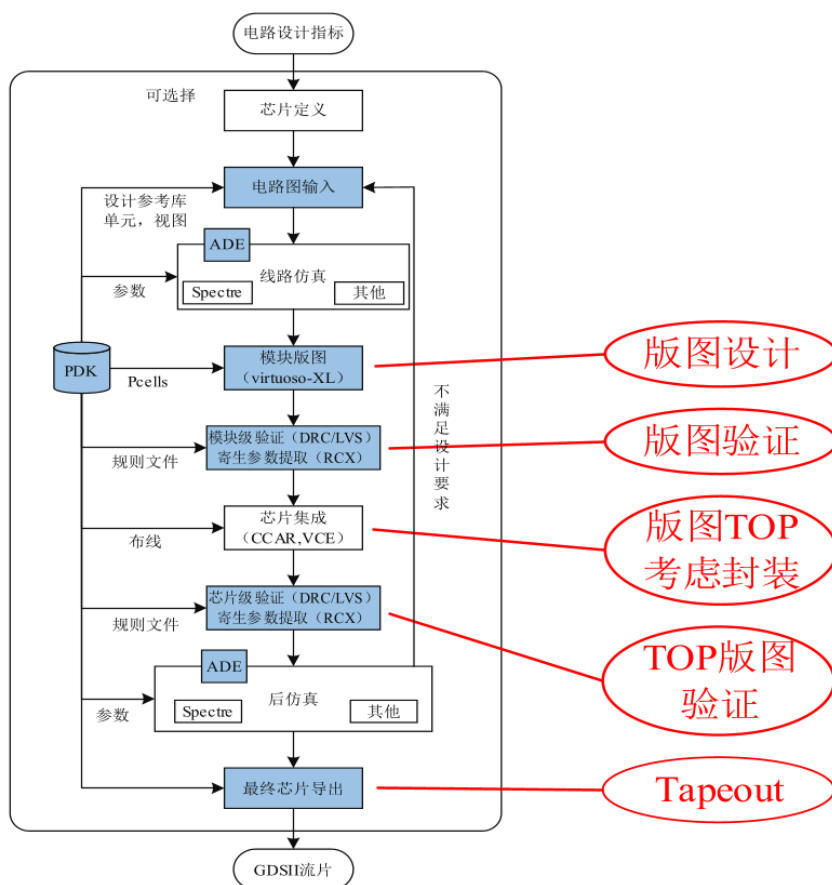 电路设计指标
可选择
芯片定义
电路图输入
设计参考库
单元，视图
ADE
线路仿真
参数
Spectre
其他
PDK
Pcells
模块版图
（virtuoso-XL）
版图设计
不满足设计要求
模块级验证（DRC/LVS）
寄生参数提取（RCX）
规则文件
版图验证
芯片集成
（CCAR,VCE）
布线
版图TOP
考虑封装
芯片级验证（DRC/LVS）
寄生参数提取（RCX）
规则文件
TOP版图
验证
ADE
后仿真
参数
Spectre
其他
最终芯片导出
Tapeout
GDSII流片